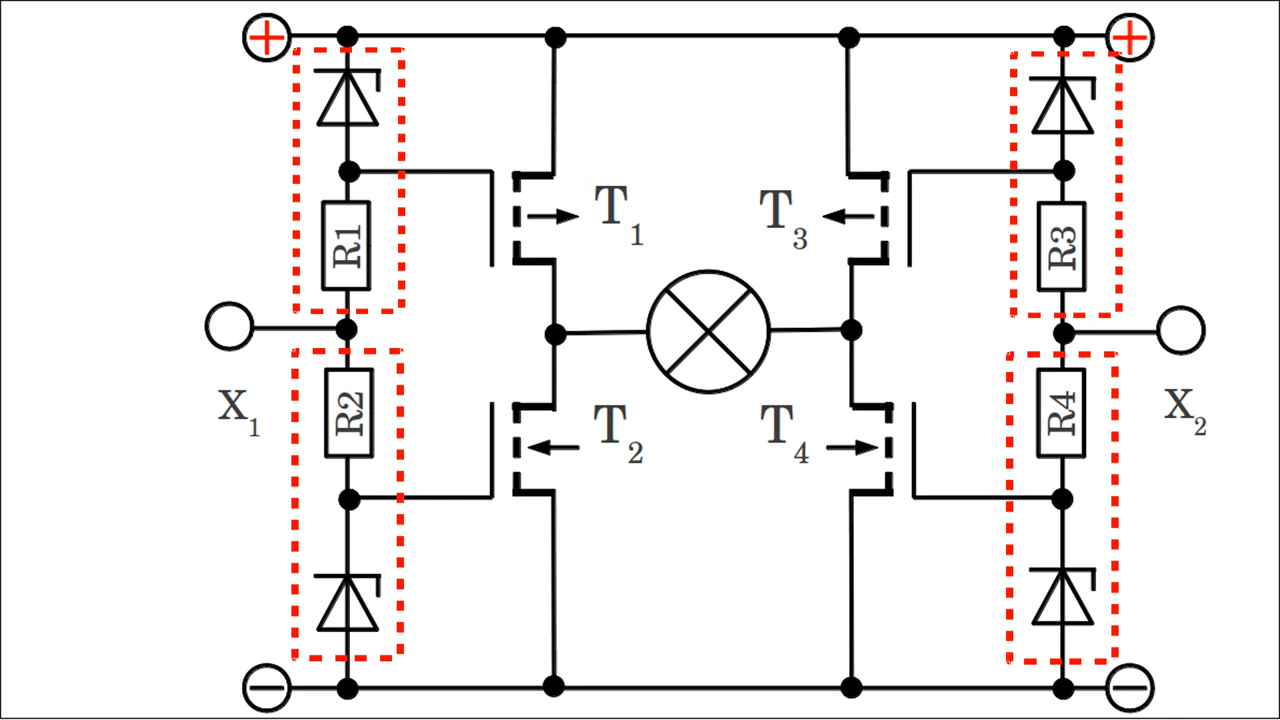 +
+
R1
T1
T3
R3
X1
R2
T2
T4
R4
X2
−
−